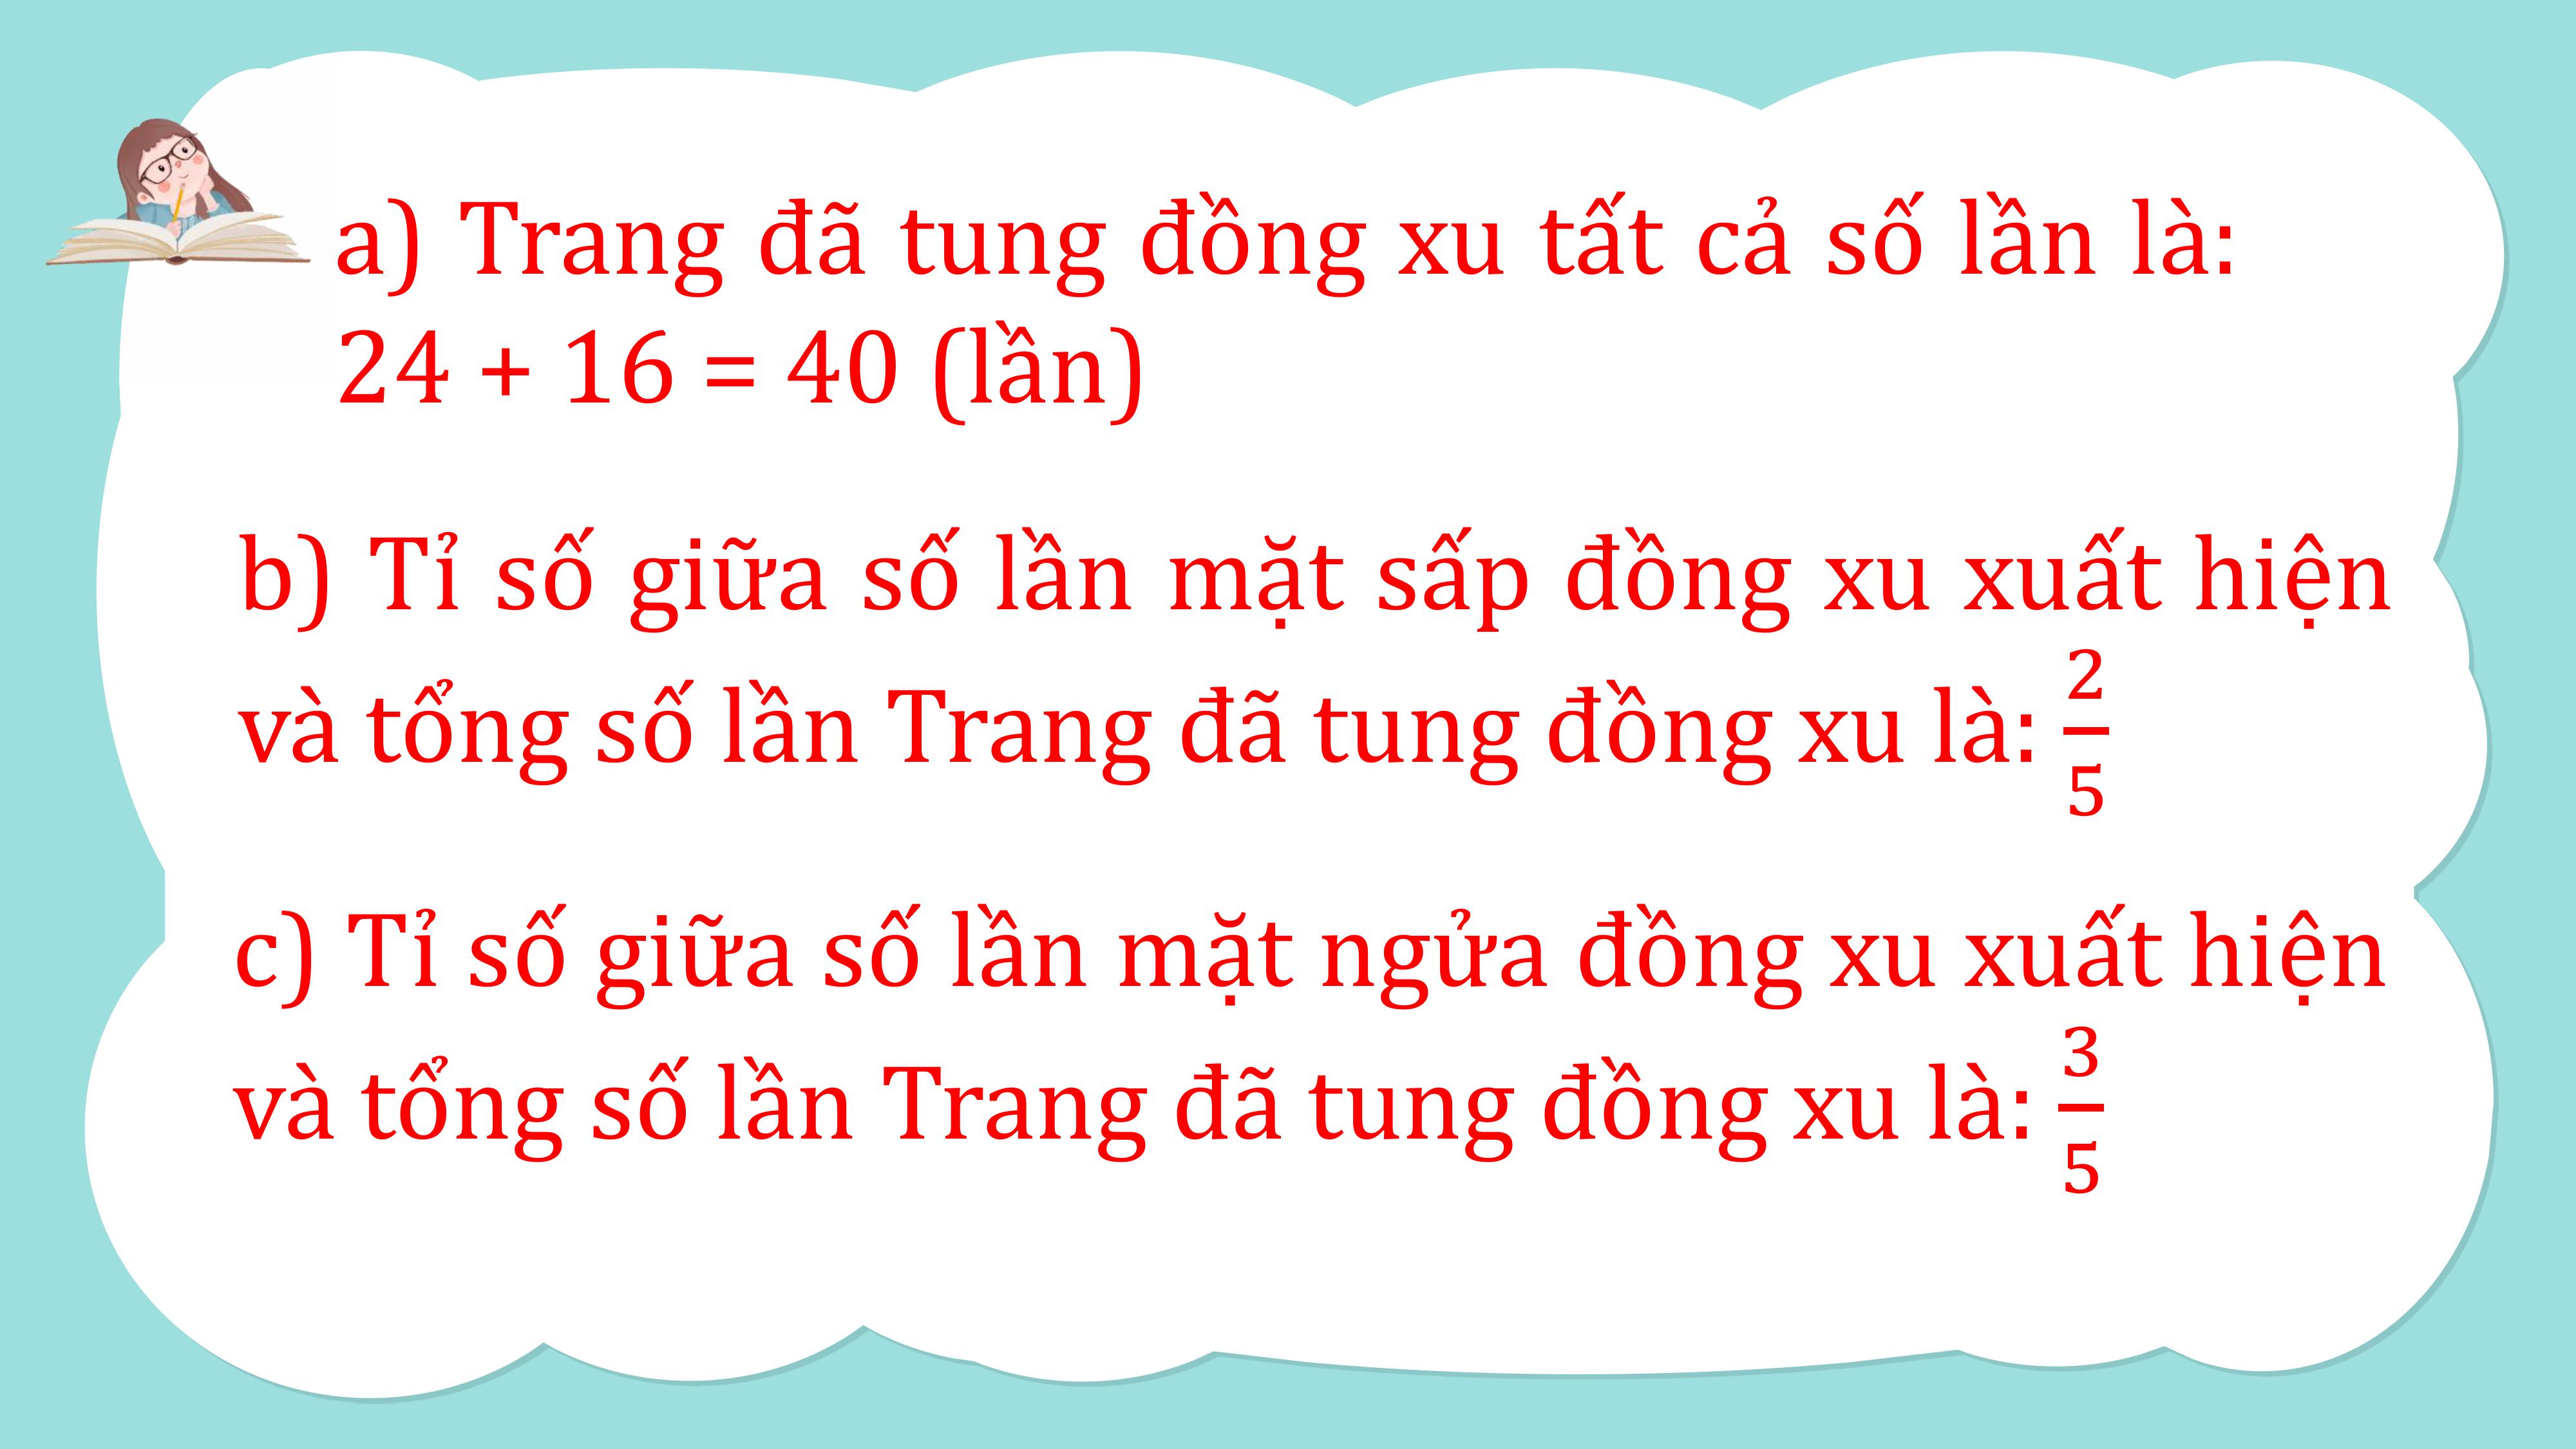 a) Trang đã tung đồng xu tất cả số lần là:
24 + 16 = 40 (lần)
b) Tỉ số giữa số lần mặt sấp đồng xu xuất hiện
và tổng số lần Trang đã tung đồng xu là: 2/5
c) Tỉ số giữa số lần mặt ngửa đồng xu xuất hiện
và tổng số lần Trang đã tung đồng xu là: 3/5